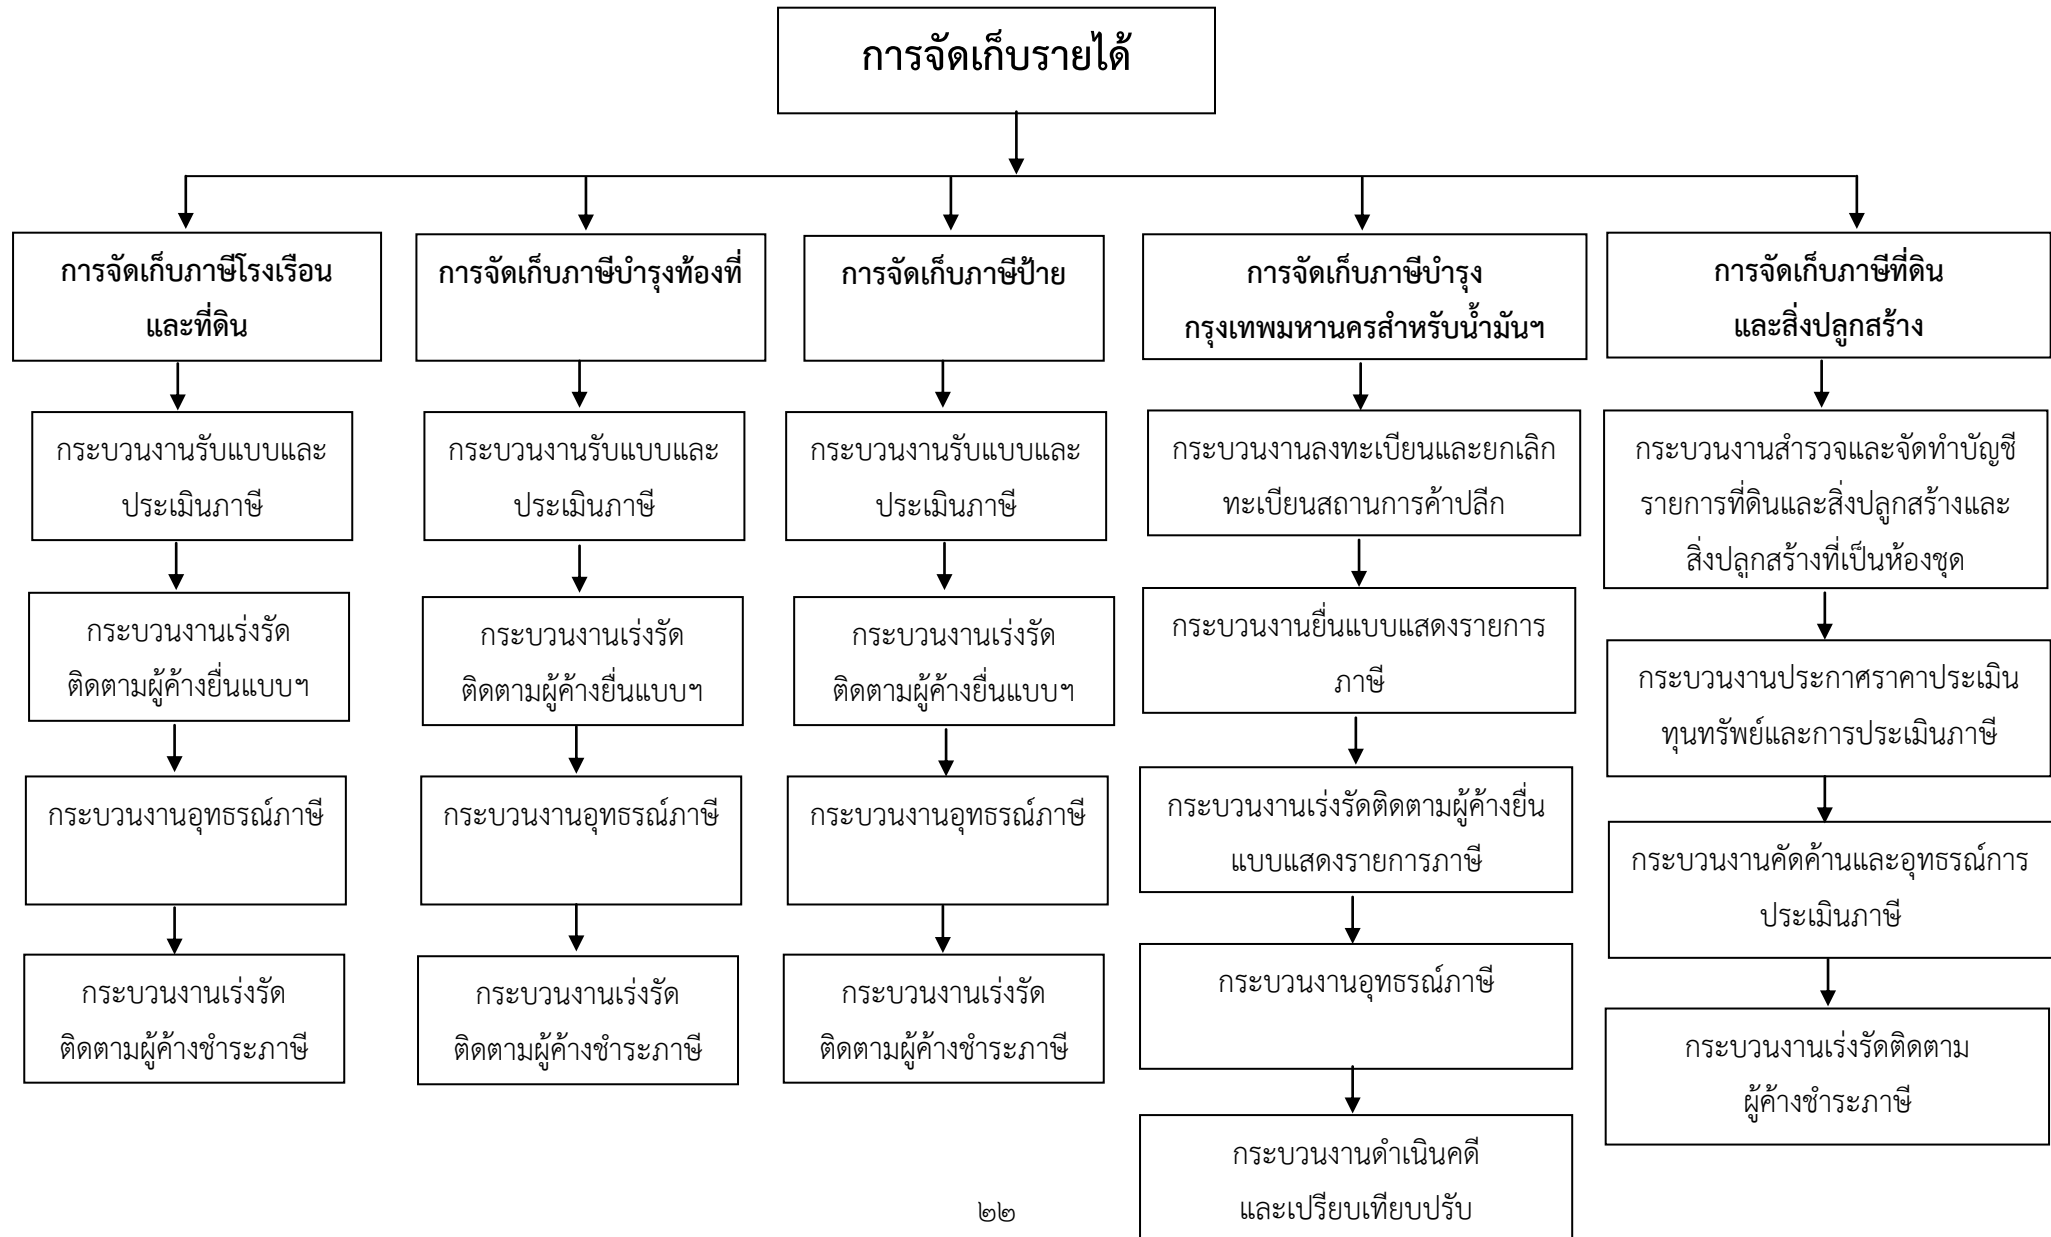 การจัดเก็บรายได้
การจัดเก็บภาษีโรงเรือน
และที่ดิน
กระบวนงานรับแบบและ
ประเมินภาษี
กระบวนงานเร่งรัด
ติดตามผู้ค้างยื่นแบบฯ
กระบวนงานอุทธรณ์ภาษี
กระบวนงานเร่งรัด
ติดตามผู้ค้างชำระภาษี
การจัดเก็บภาษีบำรุงท้องที่
กระบวนงานรับแบบและ
ประเมินภาษี
กระบวนงานเร่งรัด
ติดตามผู้ค้างยื่นแบบฯ
กระบวนงานอุทธรณ์ภาษี
กระบวนงานเร่งรัด
ติดตามผู้ค้างชำระภาษี
การจัดเก็บภาษีป้าย
กระบวนงานรับแบบและ
ประเมินภาษี
กระบวนงานเร่งรัด
ติดตามผู้ค้างยื่นแบบฯ
กระบวนงานอุทธรณ์ภาษี
กระบวนงานเร่งรัด
ติดตามผู้ค้างชำระภาษี
การจัดเก็บภาษีบำรุง
กรุงเทพมหานครสำหรับน้ำมันฯ
กระบวนงานลงทะเบียนและยกเลิก
ทะเบียนสถานการค้าปลีก
กระบวนงานยื่นแบบแสดงรายการ
ภาษี
กระบวนงานเร่งรัดติดตามผู้ค้างยื่น
แบบแสดงรายการภาษี
กระบวนงานอุทธรณ์ภาษี
กระบวนงานดำเนินคดี
และเปรียบเทียบปรับ
การจัดเก็บภาษีที่ดิน
และสิ่งปลูกสร้าง
กระบวนงานสำรวจและจัดทำบัญชี
รายการที่ดินและสิ่งปลูกสร้างและ
สิ่งปลูกสร้างที่เป็นห้องชุด
กระบวนงานประกาศราคาประเมิน
ทุนทรัพย์และการประเมินภาษี
กระบวนงานคัดค้านและอุทธรณ์การ
ประเมินภาษี
กระบวนงานเร่งรัดติดตาม
ผู้ค้างชำระภาษี
๒๒